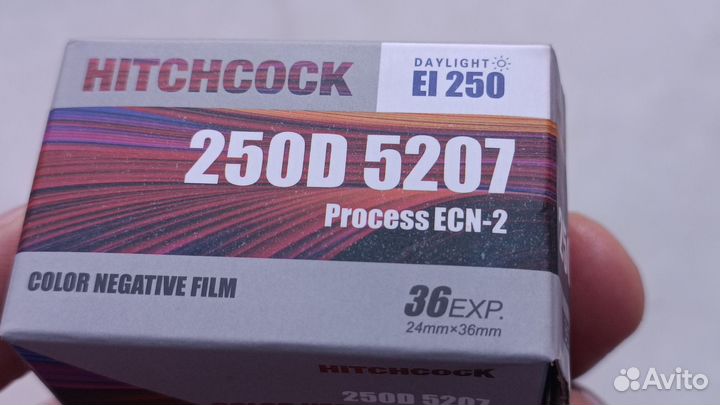 HITCHCOCK
DAYLIGHT
EI 250
250D 5207
Process ECN-2
COLOR NEGATIVE FILM
36EXP.
24mm×36mm
HITCHCOCK
250D 5207
Avito